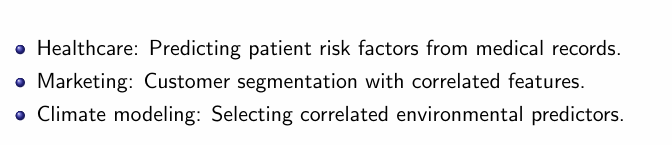 Healthcare: Predicting patient risk factors from medical records.
Marketing: Customer segmentation with correlated features.
Climate modeling: Selecting correlated environmental predictors.